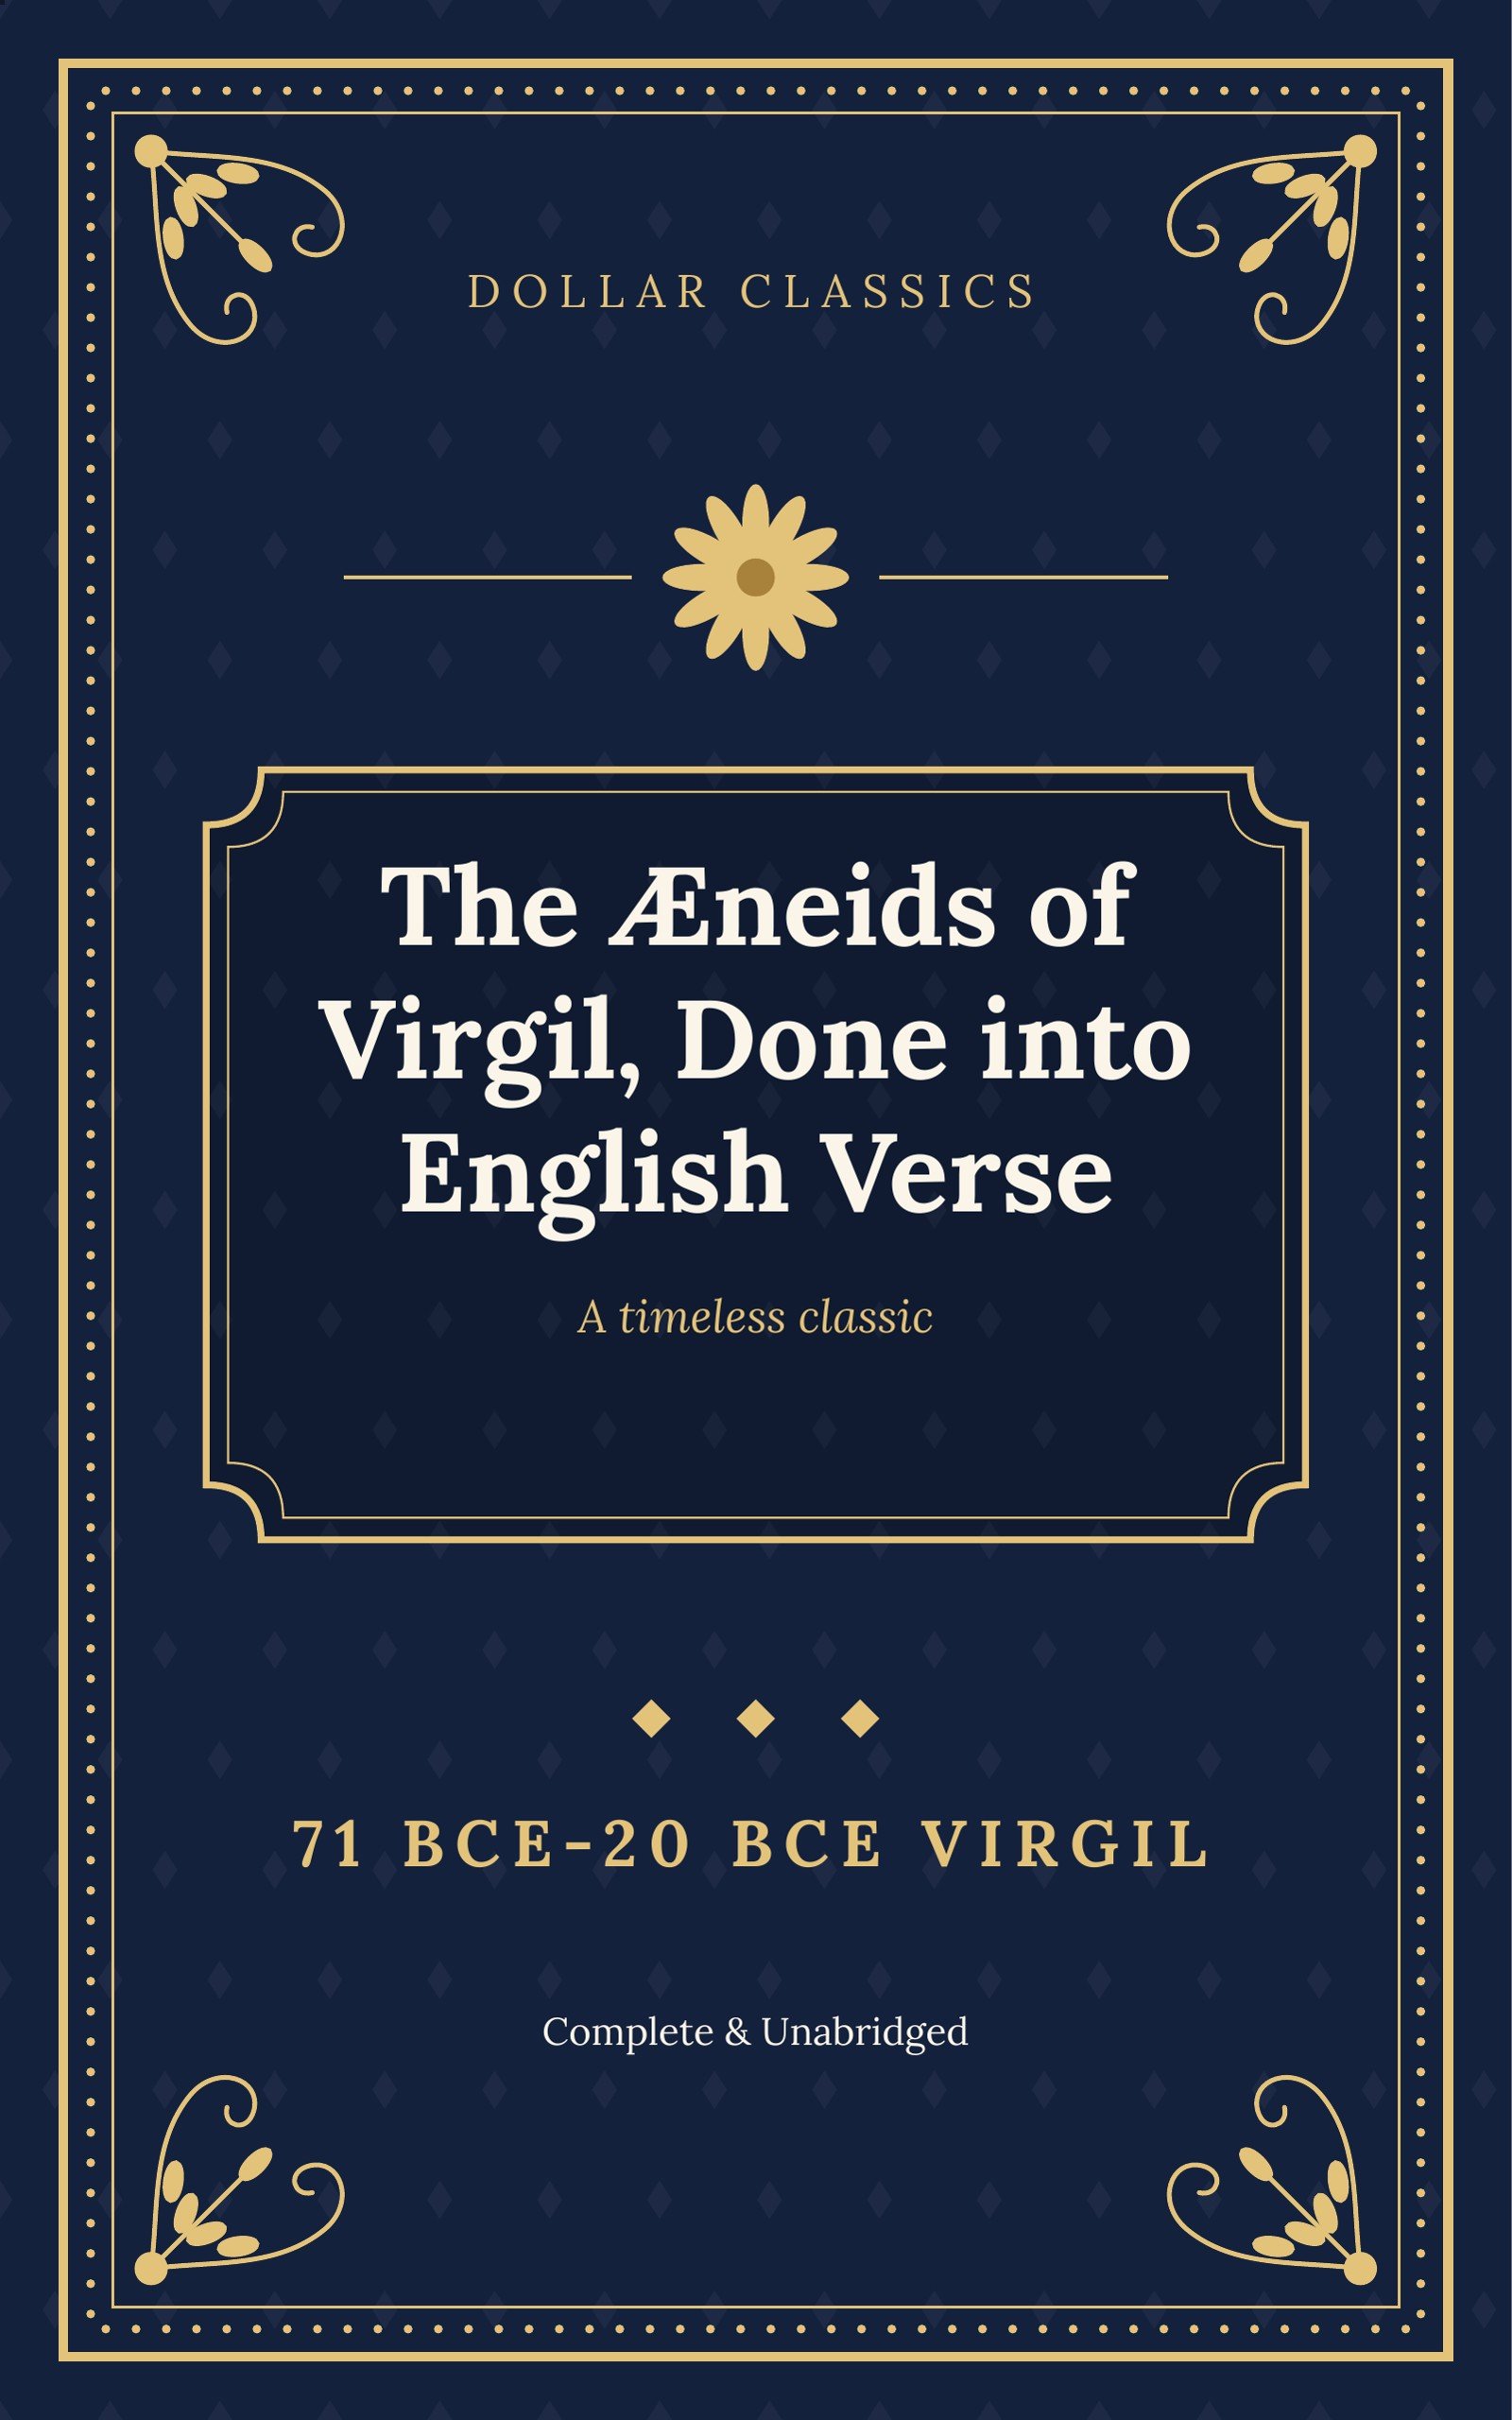 DOLLAR CLASSICS
The Æneids of
Virgil, Done into
English Verse
A timeless classic
71 BCE-20 BCE VIRGIL
Complete & Unabridged